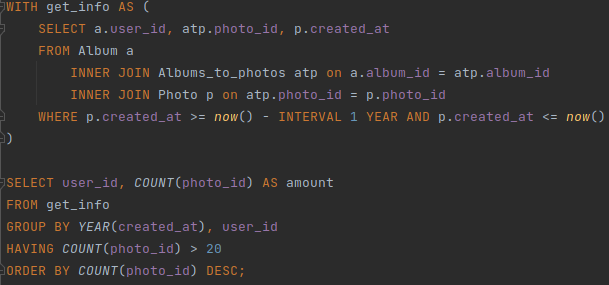 WITH get_info AS (
    SELECT a.user_id, atp.photo_id, p.created_at
    FROM Album a
        INNER JOIN Albums_to_photos atp on a.album_id = atp.album_id
        INNER JOIN Photo p on atp.photo_id = p.photo_id
    WHERE p.created_at >= now() - INTERVAL 1 YEAR AND p.created_at <= now()
)
SELECT user_id, COUNT(photo_id) AS amount
FROM get_info
GROUP BY YEAR(created_at), user_id
HAVING COUNT(photo_id) > 20
ORDER BY COUNT(photo_id) DESC;